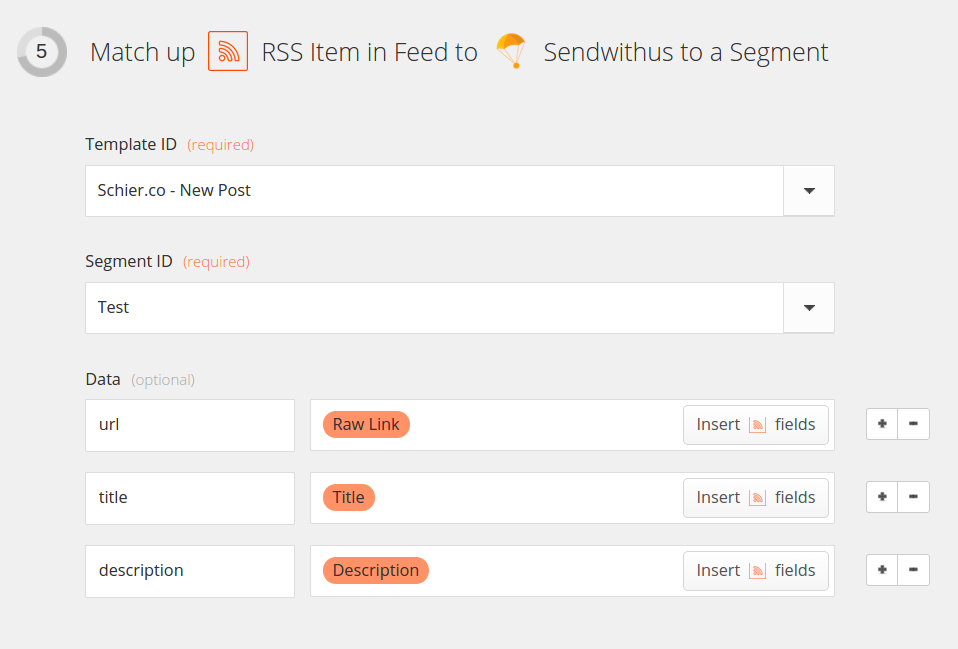 5 Match up RSS Item in Feed to Sendwithus to a Segment
Template ID (required)
Schier.co - New Post
Segment ID (required)
Test
Data (optional)
url Raw Link Insert fields
title Title Insert fields
description Description Insert fields